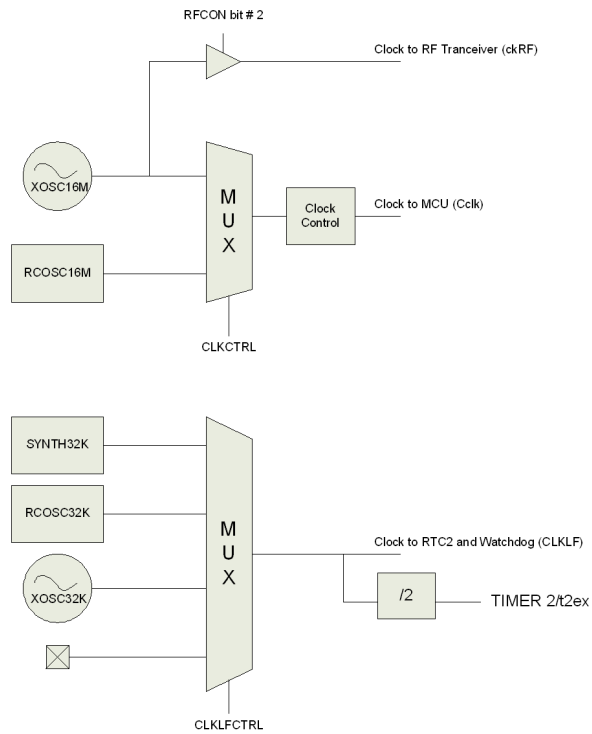 RFCON bit # 2
Clock to RF Tranceiver (ckRF)
XOSC16M
M
U
X
Clock
Control
Clock to MCU (Cclk)
RCOSC16M
CLKCTRL
SYNTH32K
RCOSC32K
M
U
X
Clock to RTC2 and Watchdog (CLKLF)
XOSC32K
/2
TIMER 2/t2ex
CLKLFCTRL